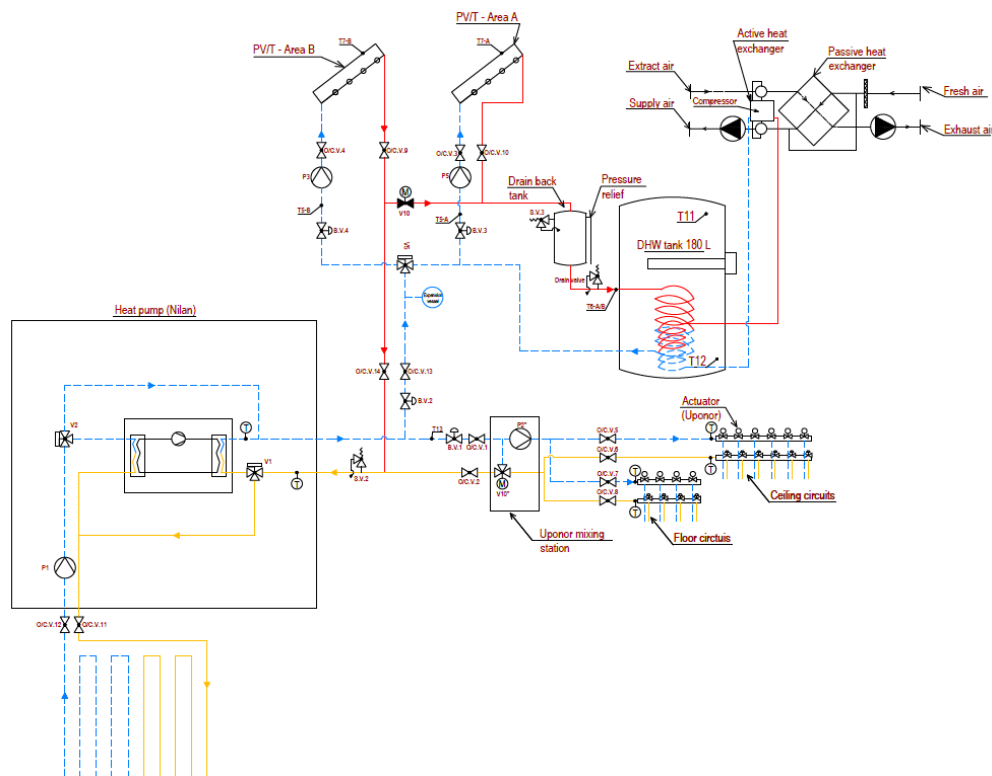 PV/T - Area A
PV/T - Area B
T7-B
T7-A
Active heat
exchanger
Passive heat
exchanger
Extract air
Compressor
Fresh air
Supply air
Exhaust air
O/C.V.4
O/C.V.9
O/C.V.3
O/C.V.10
P3
P5
Drain back
tank
Pressure
relief
M
V10
T5-B
T5-A
S.V.3
B.V.4
B.V.3
T11
DHW tank 180 L
V5
Drain valve
Expansion
vessel
T6-A/B
Heat pump (Nilan)
T12
O/C.V.14
O/C.V.13
B.V.2
Actuator
(Uponor)
V2
T
T13
B.V.1
O/C.V.1
O/C.V.5
T
O/C.V.6
T
V1
T
S.V.2
O/C.V.2
M
V10"
O/C.V.7
T
O/C.V.8
T
Ceiling circuits
Uponor mixing
station
Floor circtuis
P1
O/C.V.12
O/C.V.11